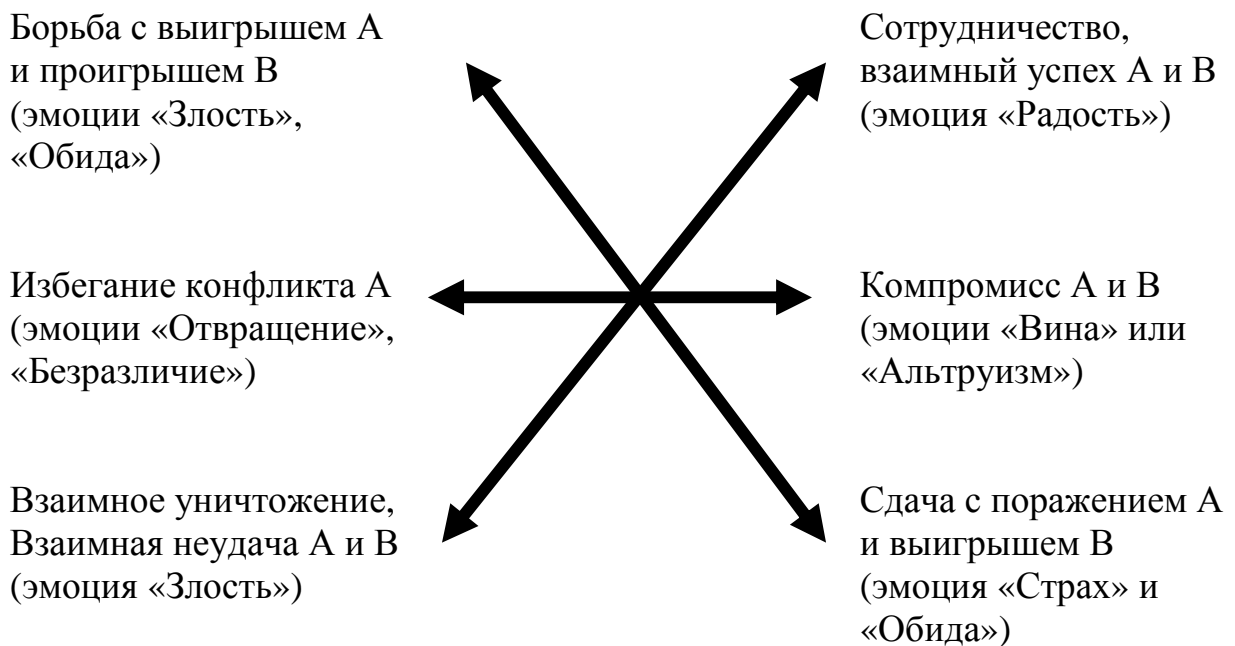 Борьба с выигрышем А
и проигрышем В
(эмоции «Злость»,
«Обида»)
Сотрудничество,
взаимный успех А и В
(эмоция «Радость»)
Избегание конфликта А
(эмоции «Отвращение»,
«Безразличие»)
Компромисс А и В
(эмоции «Вина» или
«Альтруизм»)
Взаимное уничтожение,
Взаимная неудача А и В
(эмоция «Злость»)
Сдача с поражением А
и выигрышем В
(эмоция «Страх» и
«Обида»)